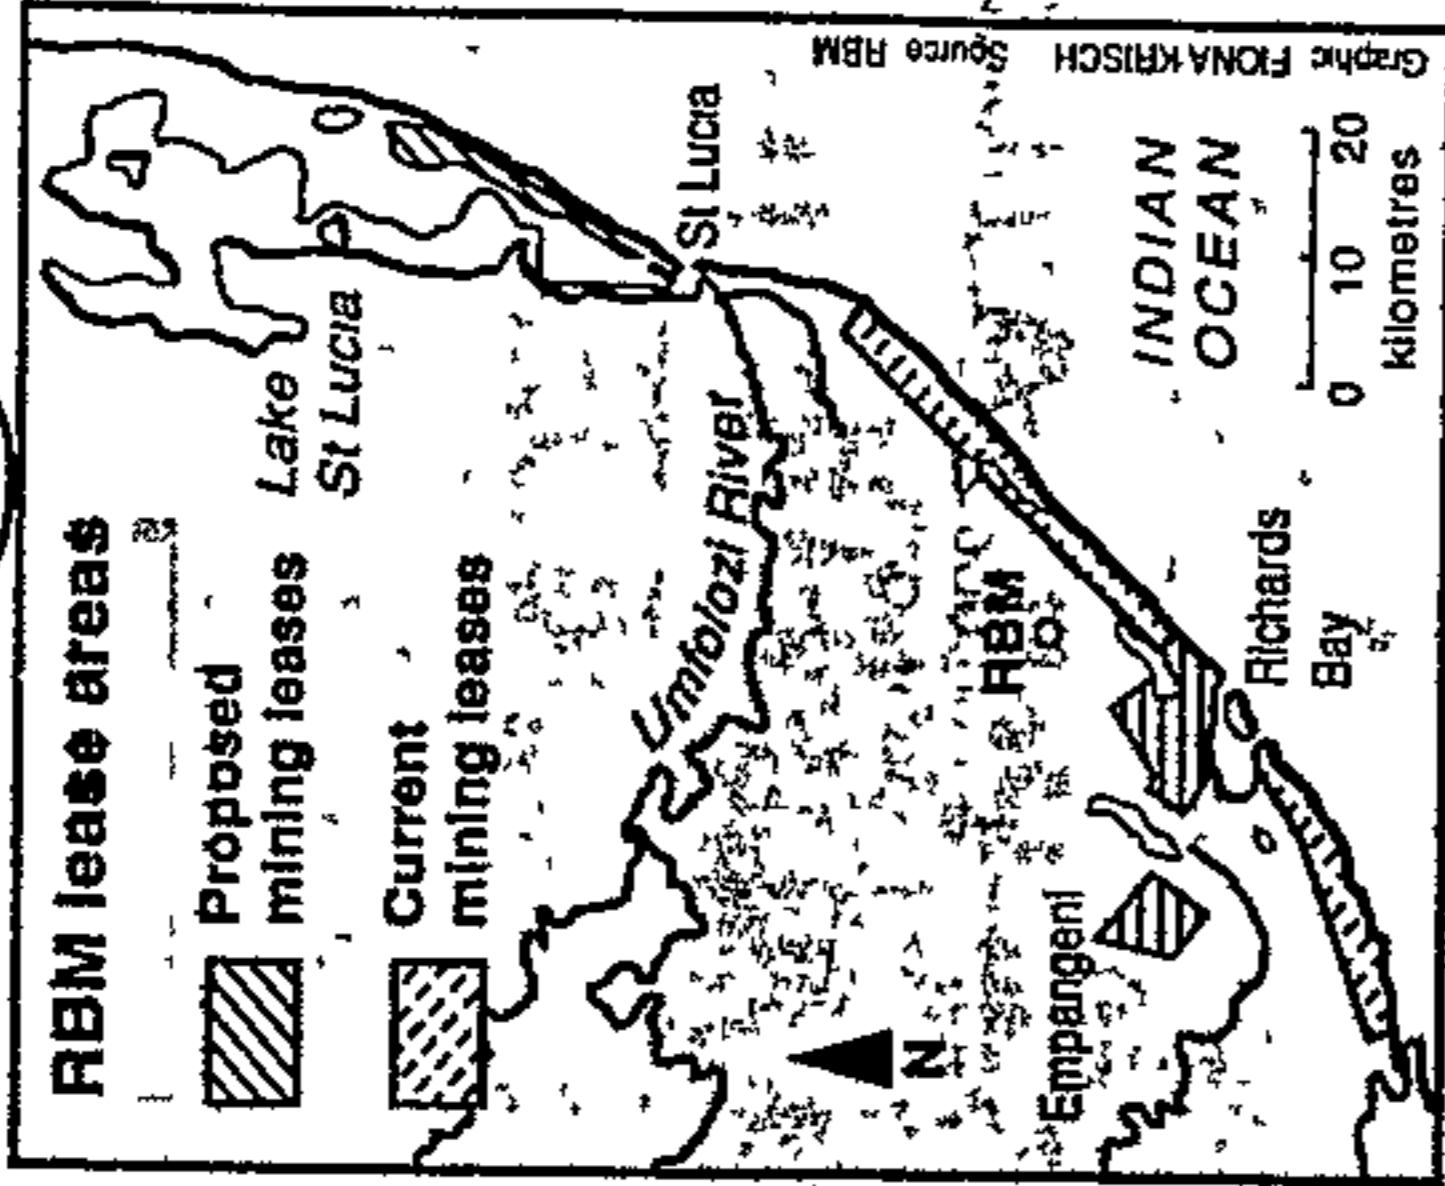 RBM lease areas
Proposed
mining leases
Current
mining leases
Lake
St Lucia
St Lucia
Umfolozi River
RBM
Empangeni
Richards
Bay
INDIAN
OCEAN
N
0 10 20
kilometres
Graphic FIONA KRISCH Source RBM